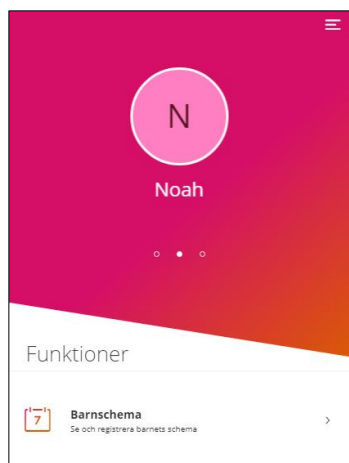 N
Noah
Funktioner
7
Barnschema
Se och registrera barnets schema